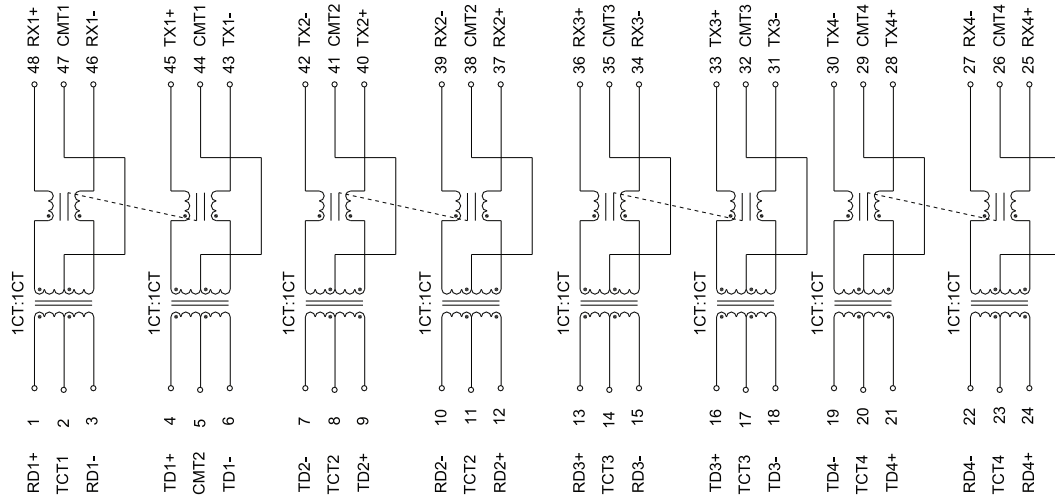 48 RX1+
47 CMT1
46 RX1-
45 TX1+
44 CMT1
43 TX1-
42 TX2-
41 CMT2
40 TX2+
39 RX2-
38 CMT2
37 RX2+
36 RX3+
35 CMT3
34 RX3-
33 TX3+
32 CMT3
31 TX3-
30 TX4-
29 CMT4
28 TX4+
27 RX4-
26 CMT4
25 RX4+
1CT:1CT
1CT:1CT
1CT:1CT
1CT:1CT
1CT:1CT
1CT:1CT
1CT:1CT
1CT:1CT
RD1+ 1
TCT1 2
RD1- 3
TD1+ 4
CMT2 5
TD1- 6
TD2- 7
TCT2 8
TD2+ 9
RD2- 10
TCT2 11
RD2+ 12
RD3+ 13
TCT3 14
RD3- 15
TD3+ 16
TCT3 17
TD3- 18
TD4- 19
TCT4 20
TD4+ 21
RD4- 22
TCT4 23
RD4+ 24